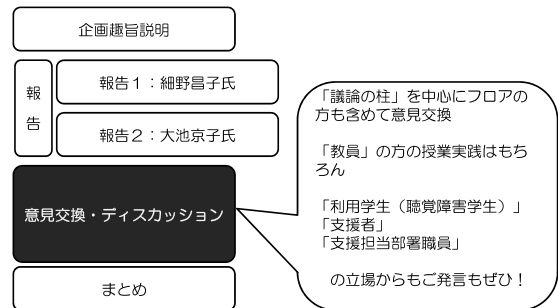 企画趣旨説明
報
告
報告１：細野昌子氏
報告２：大池京子氏
意見交換・ディスカッション
まとめ
「議論の柱」を中心にフロアの
方も含めて意見交換
「教員」の方の授業実践はもち
ろん
「利用学生（聴覚障害学生）」
「支援者」
「支援担当部署職員」
の立場からもご発言もぜひ！